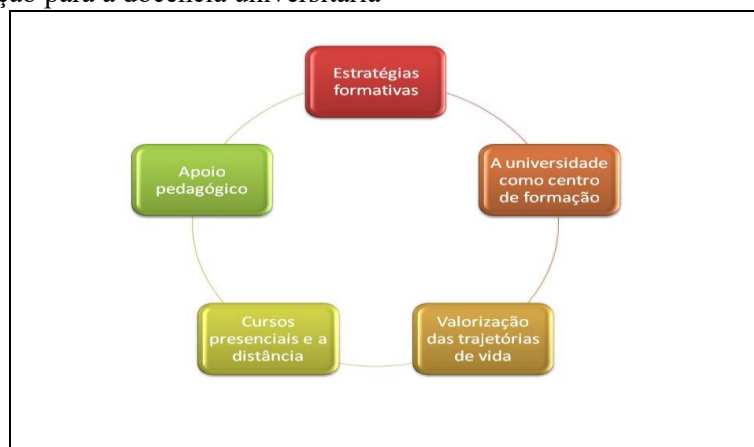 para a docência universitária
Estratégias
formativas
A universidade
como centro
de formação
Valorização
das trajetórias
de vida
Cursos
presenciais e a
distância
Apoio
pedagógico